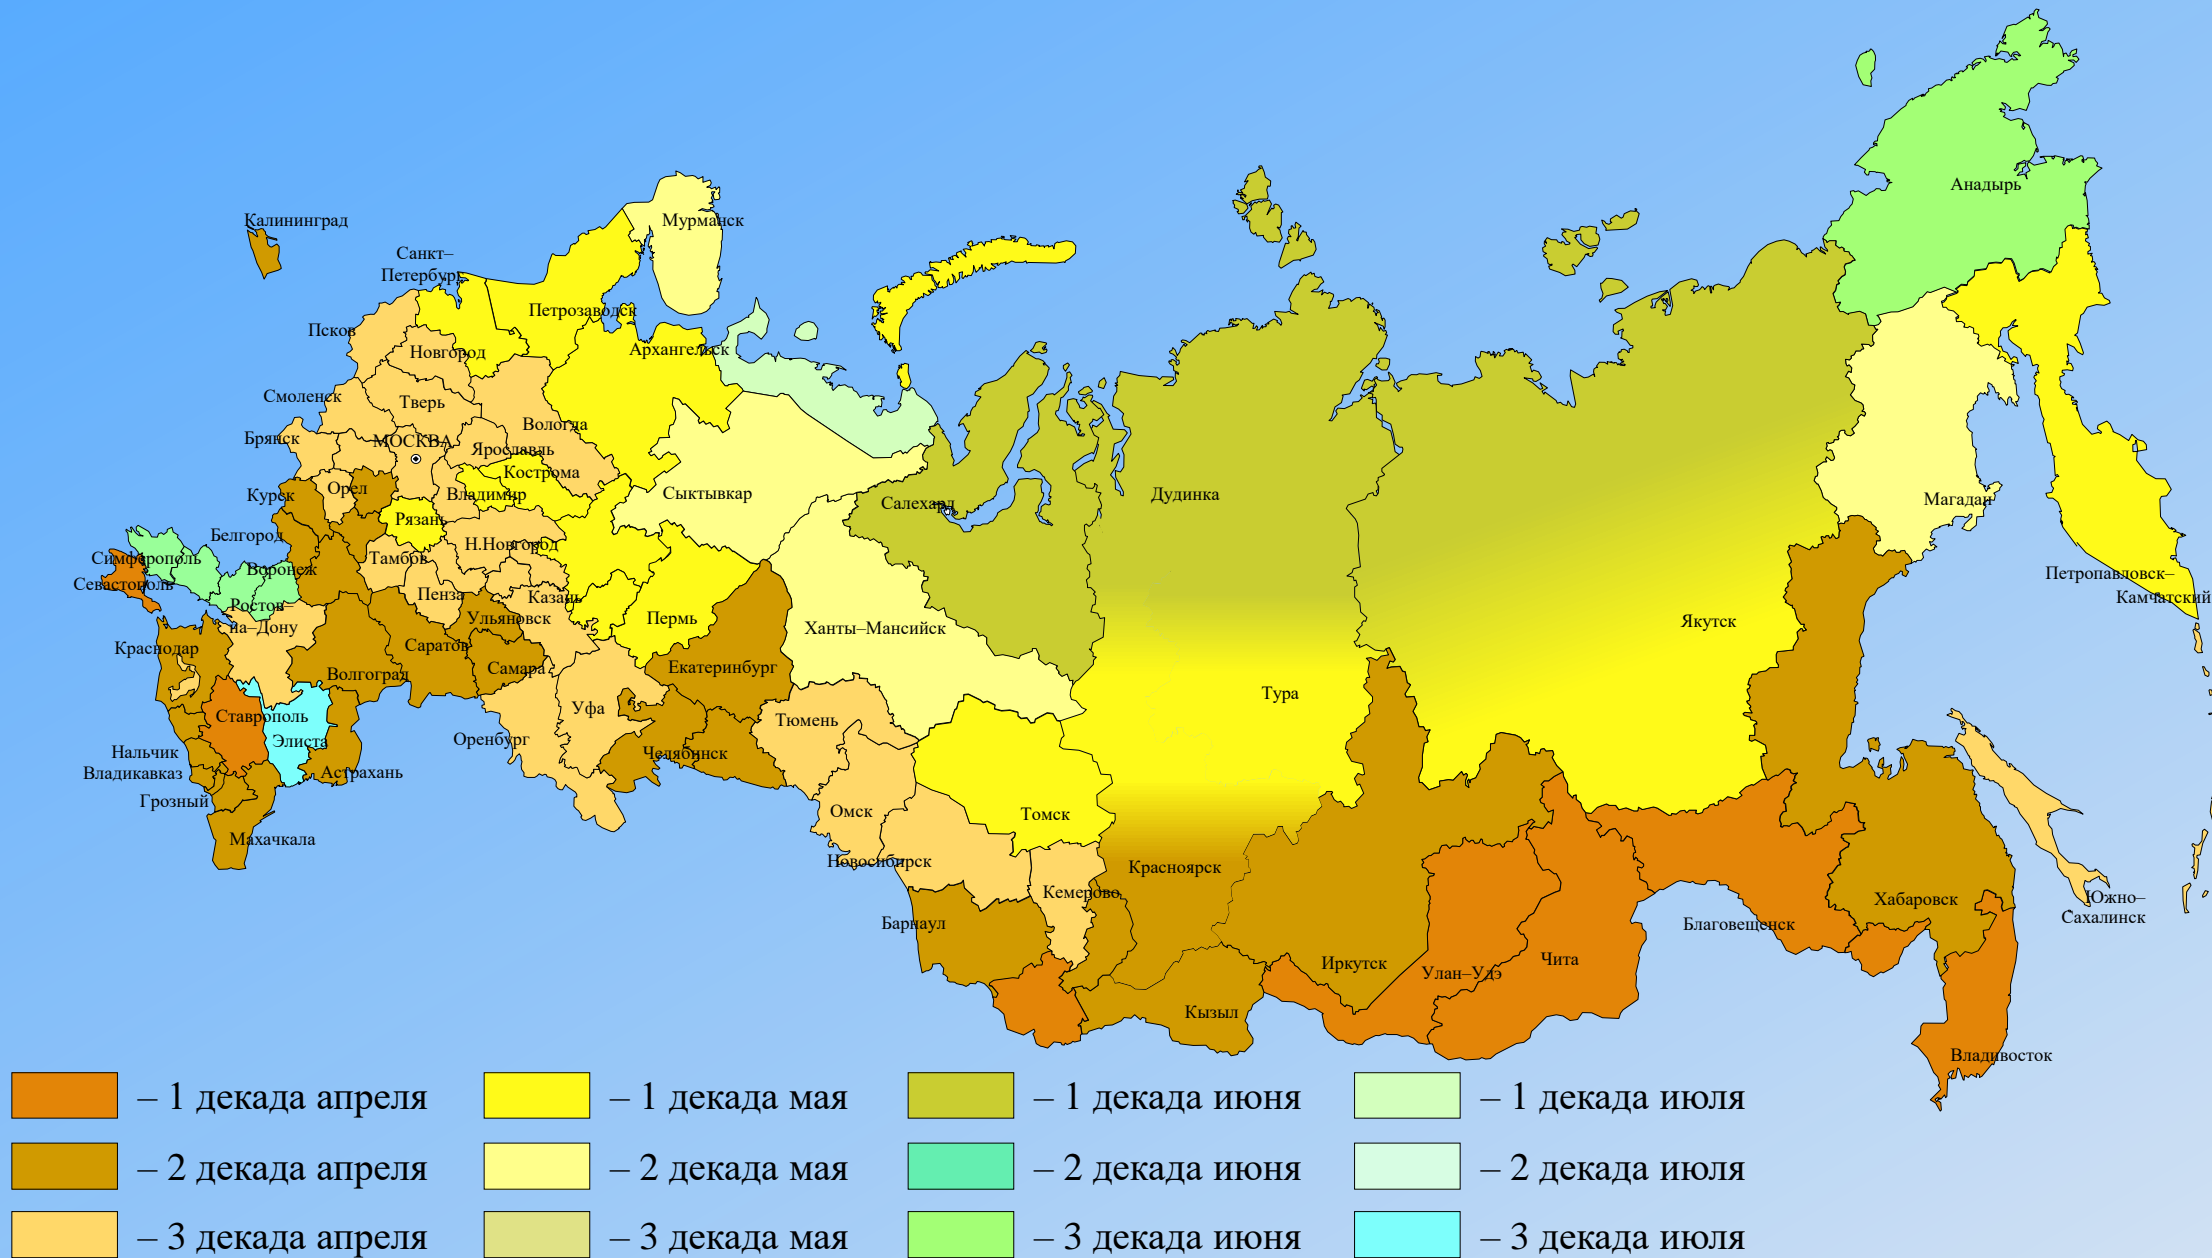 Анадырь
Калининград
Мурманск
Санкт–
Петербург
Петрозаводск
Псков
Архангельск
Новгород
Смоленск
Тверь
Вологда
Брянск
МОСКВА
Ярославль
Кострома
Курск
Орел
Владимир
Сыктывкар
Салехард
Дудинка
Магадан
Рязань
Белгород
Н.Новгород
Симферополь
Тамбов
Воронеж
Севастополь
Петропавловск–
Камчатский
Пенза
Казань
Ростов–
на–Дону
Ульяновск
Пермь
Ханты–Мансийск
Якутск
Краснодар
Саратов
Самара
Екатеринбург
Волгоград
Тура
Уфа
Ставрополь
Тюмень
Элиста
Оренбург
Нальчик
Челябинск
Владикавказ
Астрахань
Грозный
Омск
Томск
Махачкала
Новосибирск
Красноярск
Кемерово
Барнаул
Хабаровск
Южно–
Сахалинск
Благовещенск
Иркутск
Улан–Удэ
Чита
Кызыл
Владивосток
– 1 декада апреля
– 1 декада мая
– 1 декада июня
– 1 декада июля
– 2 декада апреля
– 2 декада мая
– 2 декада июня
– 2 декада июля
– 3 декада апреля
– 3 декада мая
– 3 декада июня
– 3 декада июля